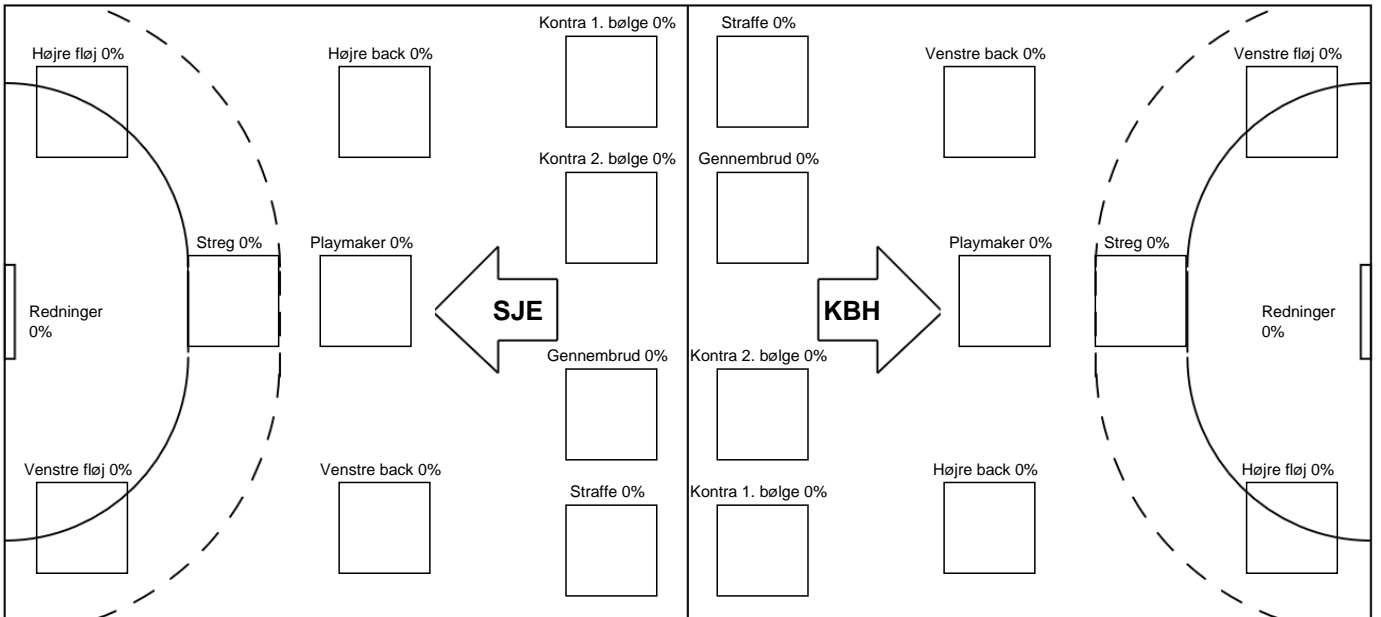 Kontra 1. bølge 0%
Straffe 0%
Højre fløj 0%
Højre back 0%
Venstre back 0%
Venstre fløj 0%
Kontra 2. bølge 0%
Gennembrud 0%
Streg 0%
Playmaker 0%
Playmaker 0%
Streg 0%
SJE
KBH
Redninger
0%
Redninger
0%
Gennembrud 0%
Kontra 2. bølge 0%
Venstre fløj 0%
Venstre back 0%
Højre back 0%
Højre fløj 0%
Straffe 0%
Kontra 1. bølge 0%